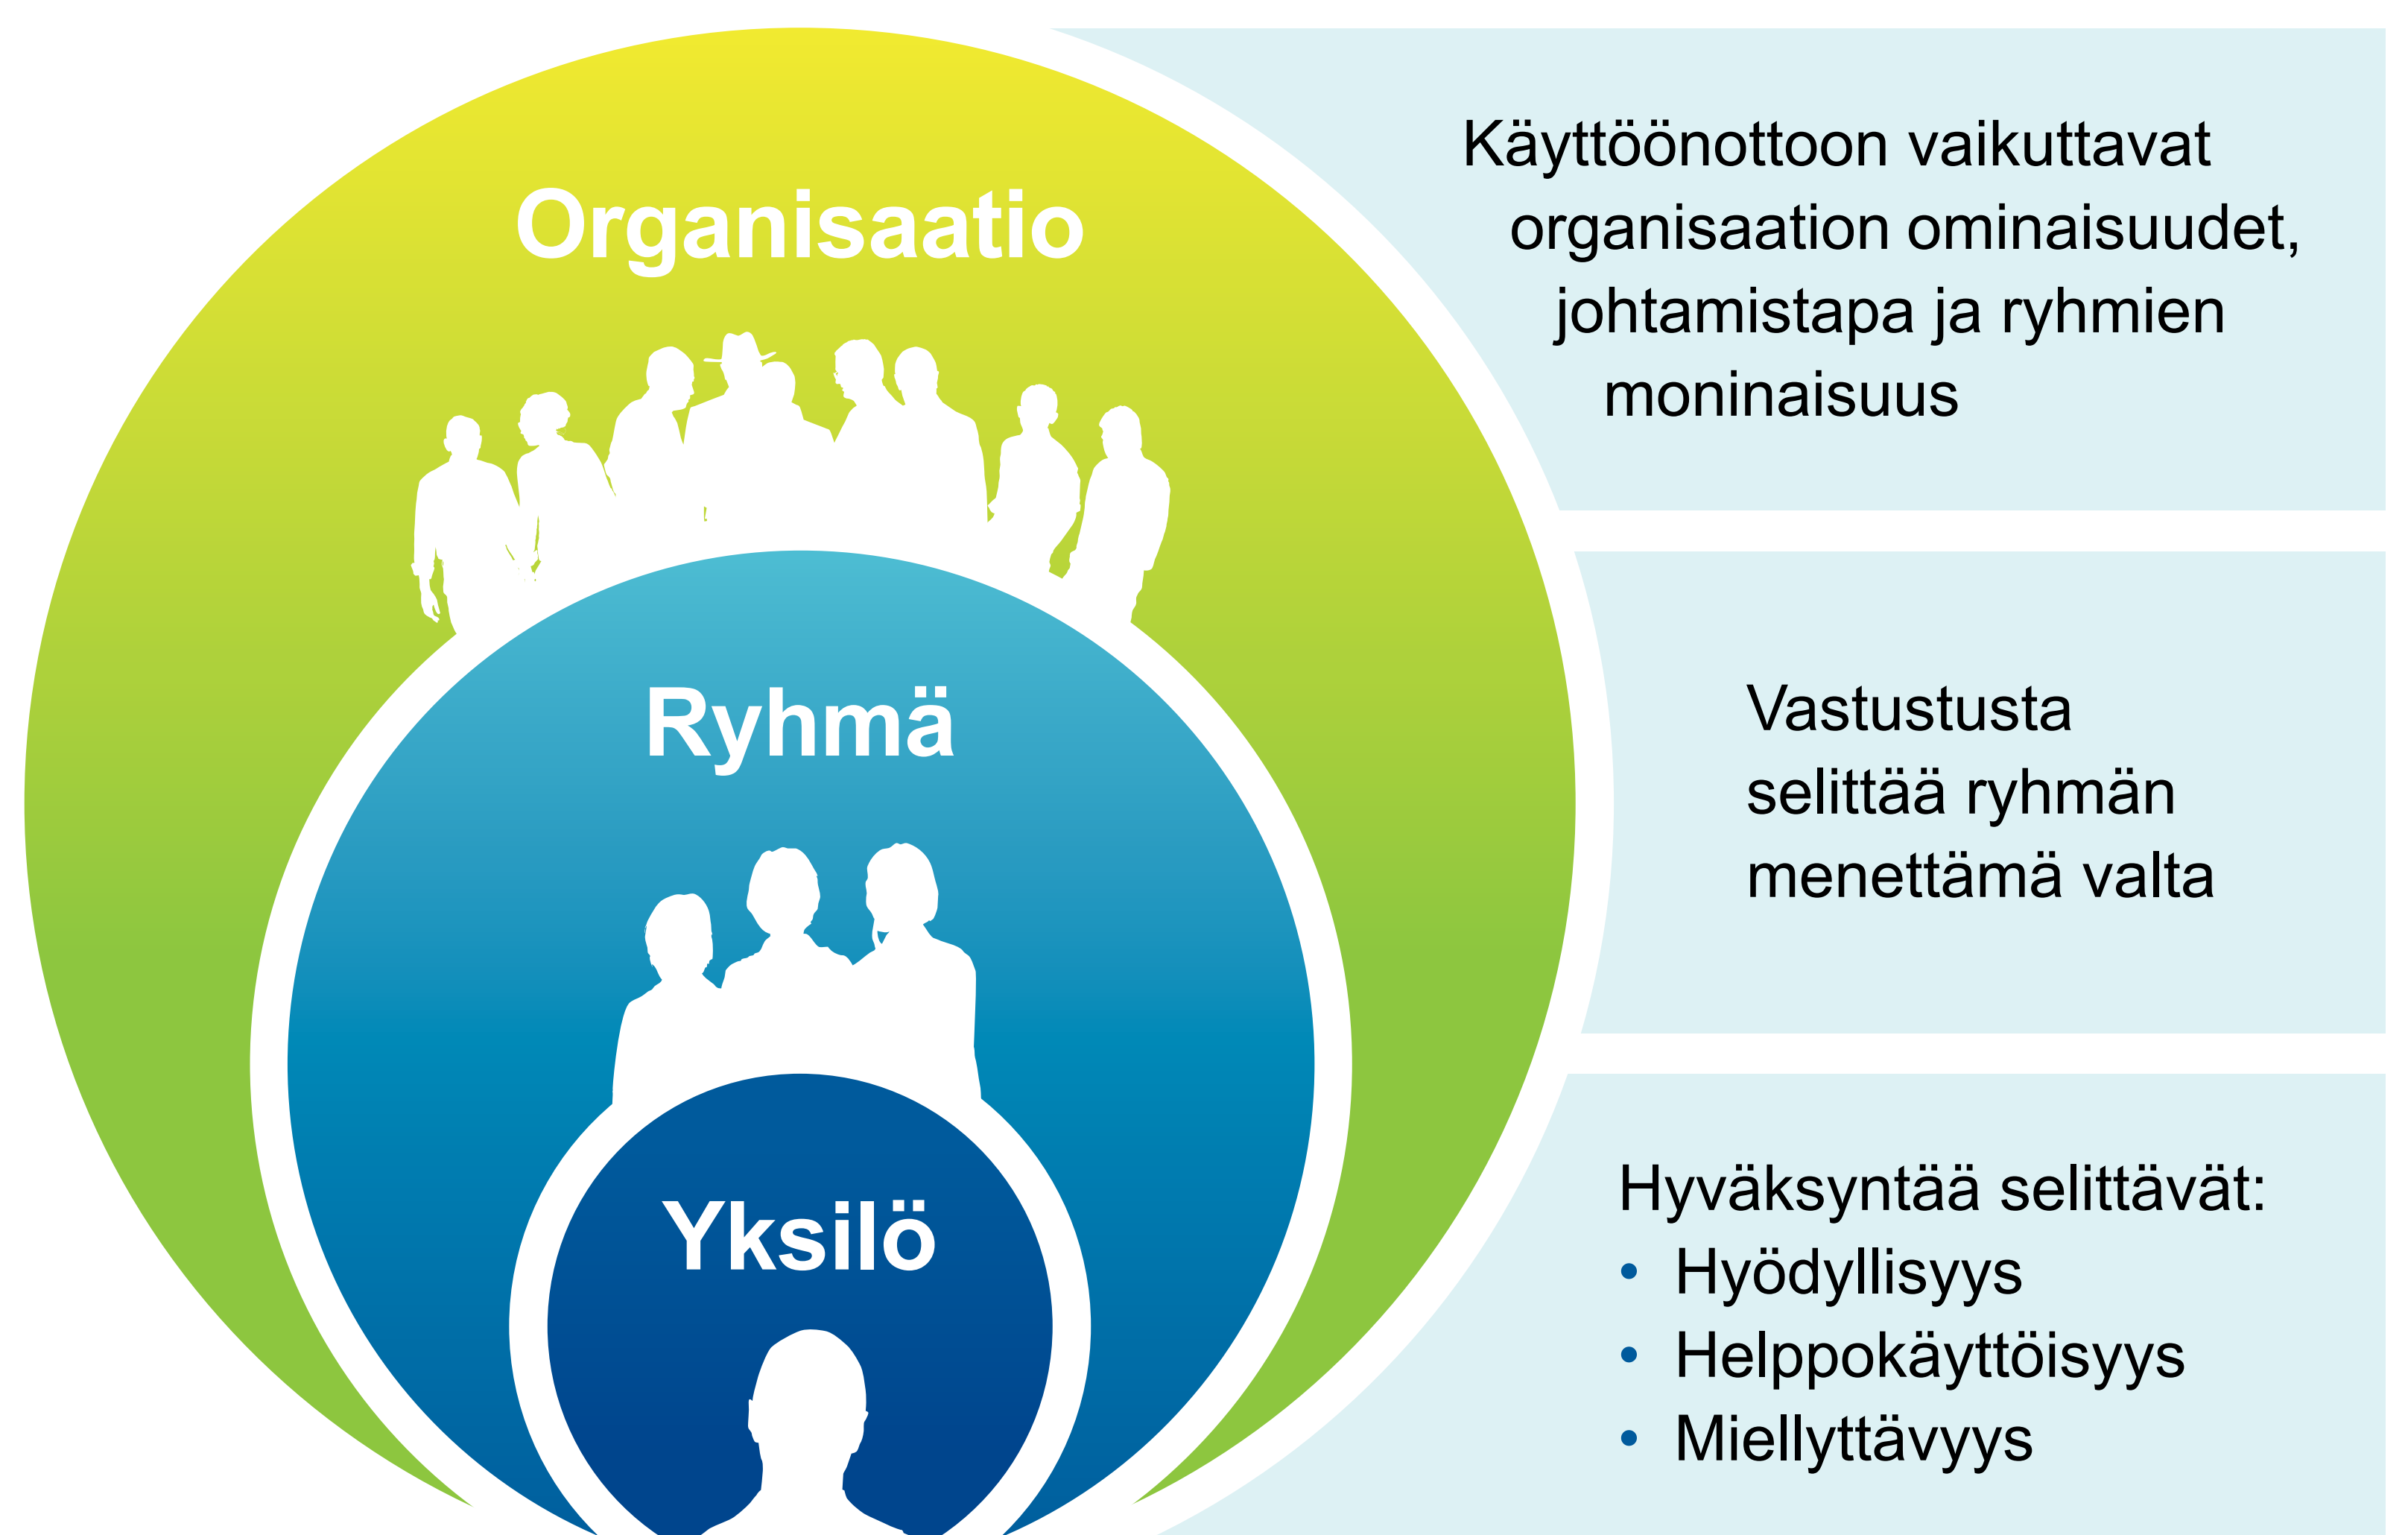 Organisaatio
Käyttöönottoon vaikuttavat
organisaation ominaisuudet,
johtamistapa ja ryhmien
moninaisuus
Ryhmä
Vastustusta
selittää ryhmän
menettämä valta
Yksilö
Hyväksyntää selittävät:
• Hyödyllisyys
• Helppokäyttöisyys
• Miellyttävyys